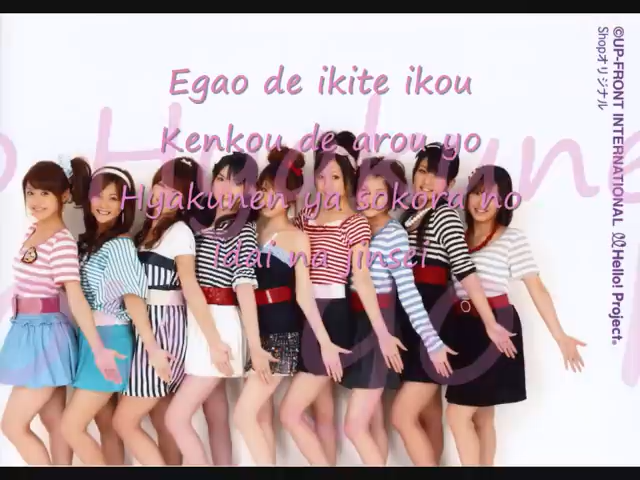 Egao de ikite ikou
Kenkou de arou yo
Hyakunen ya sokora no
Idai na jinsei
©UP-FRONT INTERNATIONAL Hello! Project®
Shopオリジナル
Hyakune